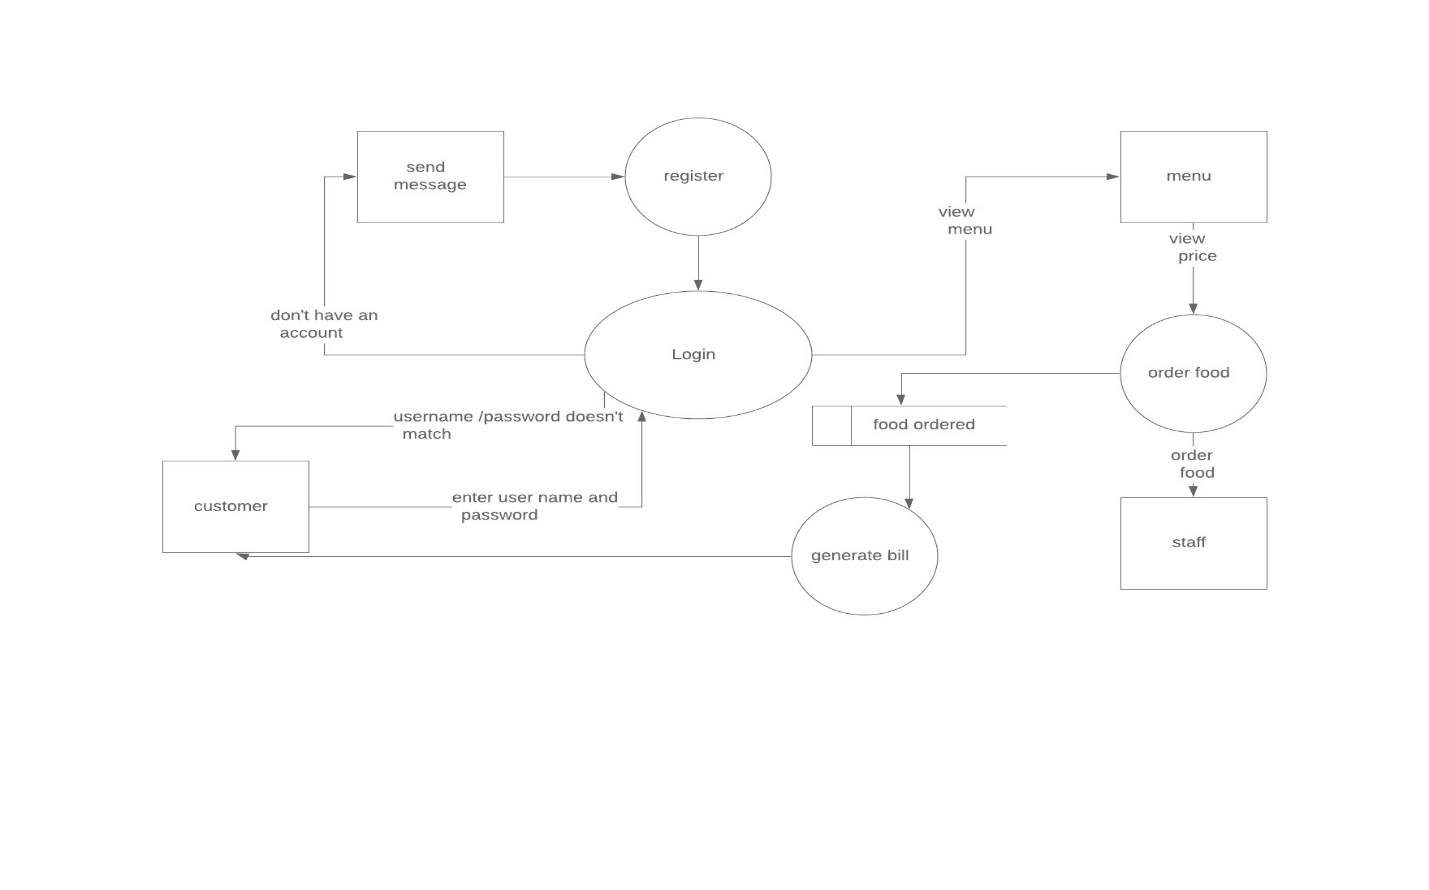 send
message
register
menu
view
menu
view
price
don't have an
account
Login
order food
username /password doesn't
match
food ordered
order
food
customer
enter user name and
password
staff
generate bill